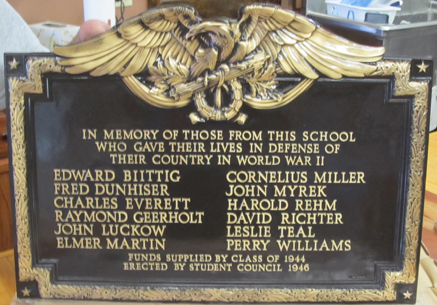 IN MEMORY OF THOSE FROM THIS SCHOOL
WHO GAVE THEIR LIVES IN DEFENSE OF
THEIR COUNTRY IN WORLD WAR II
EDWARD BIITTIG
FRED DUNHISER
CHARLES EVERETT
RAYMOND GEERHOLT
JOHN LUCKOW
ELMER MARTIN
CORNELIUS MILLER
JOHN MYREK
HAROLD REHM
DAVID RICHTER
LESLIE TEAL
PERRY WILLIAMS
FUNDS SUPPLIED BY CLASS OF 1944
ERECTED BY STUDENT COUNCIL 1946